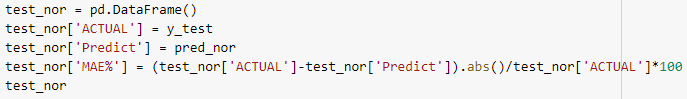 test_nor = pd.DataFrame()
test_nor['ACTUAL'] = y_test
test_nor['Predict'] = pred_nor
test_nor['MAE%'] = (test_nor['ACTUAL']-test_nor['Predict']).abs()/test_nor['ACTUAL']*100
test_nor